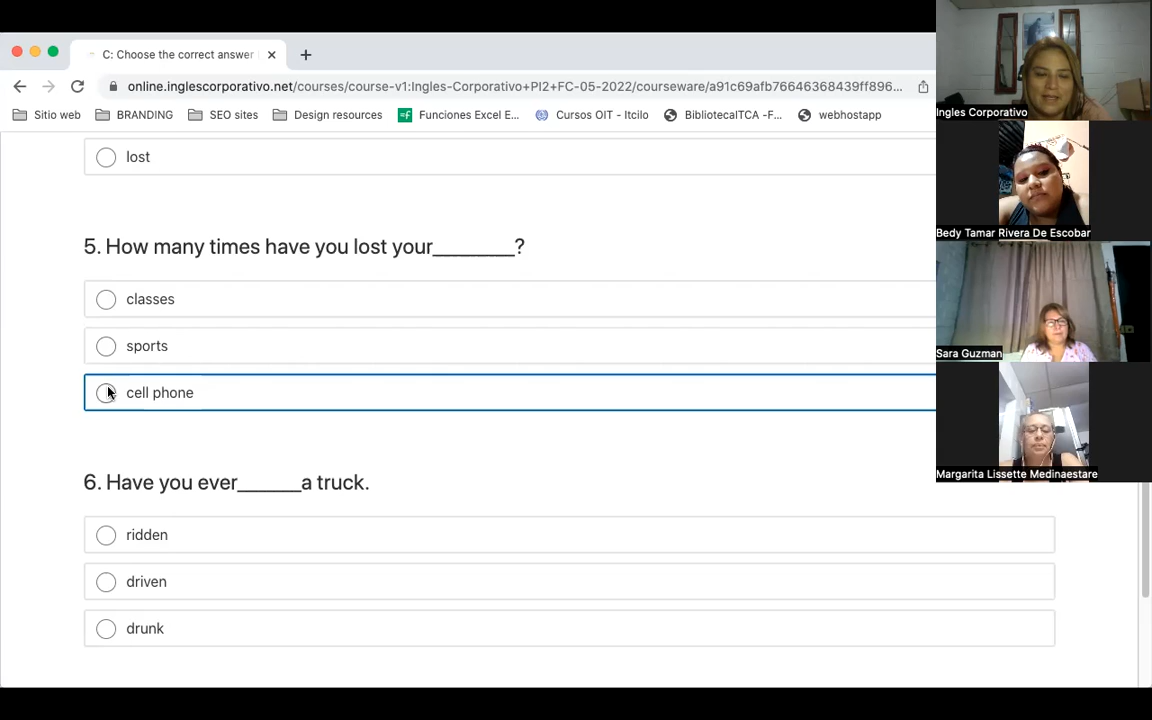 C: Choose the correct answer
online.inglescorporativo.net/courses/course-v1:Ingles-Corporativo+PI2+FC-05-2022/courseware/a91c69afb76646368439ff896...
Sitio web BRANDING SEO sites Design resources Funciones Excel E... Cursos OIT - Itcilo BibliotecaITCA -F... webhostapp
Ingles Corporativo
lost
Bedy Tamar Rivera De Escobar
5. How many times have you lost your________?
classes
sports
Sara Guzman
cell phone
Margarita Lissette Medinaestare
6. Have you ever______a truck.
ridden
driven
drunk